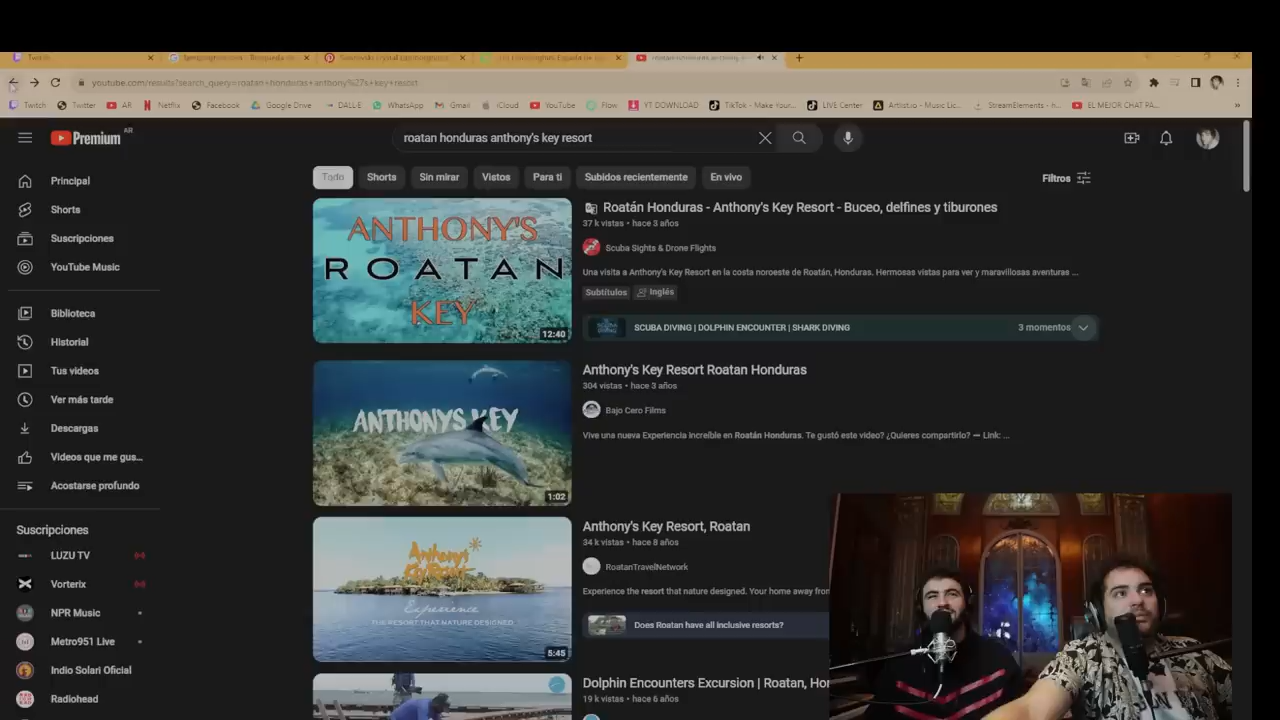 Twitch
youtube.com/results?search_query=roatan+honduras+anthony%27s+key+resort
Twitch
Twitter
AR
Netflix
Facebook
Google Drive
DALL·E
WhatsApp
Gmail
iCloud
YouTube
Flow
YT DOWNLOAD
TikTok - Make Your...
LIVE Center
Artist.io - Music Lic...
StreamElements - h...
EL MEJOR CHAT PA...
»
Premium AR
roatan honduras anthony's key resort
Todo
Shorts
Sin mirar
Vistos
Para ti
Subidos recientemente
En vivo
Filtros
Principal
Shorts
Suscripciones
YouTube Music
Biblioteca
Historial
Tus videos
Ver más tarde
Descargas
Videos que me gus...
Acostarse profundo
Suscripciones
LUZU TV
Vorterix
NPR Music
Metro951 Live
Indio Solari Oficial
Radiohead
ANTHONY'S
ROATAN
KEY
12:40
Roatán Honduras - Anthony's Key Resort - Buceo, delfines y tiburones
37 k vistas • hace 3 años
Scuba Sights & Drone Flights
Una visita a Anthony's Key Resort en la costa noroeste de Roatán, Honduras. Hermosas vistas para ver y maravillosas aventuras ...
Subtítulos
Inglés
SCUBA DIVING | DOLPHIN ENCOUNTER | SHARK DIVING
3 momentos
ANTHONYS KEY
1:02
Anthony's Key Resort Roatan Honduras
304 vistas • hace 3 años
Bajo Cero Films
Vive una nueva Experiencia increíble en Roatán Honduras. Te gustó este video? ¿Quieres compartirlo? — Link: ...
Anthonys
Key Resort
Experience
THE RESORT THAT NATURE DESIGNED
5:45
Anthony's Key Resort, Roatan
34 k vistas • hace 8 años
RoatanTravelNetwork
Experience the resort that nature designed. Your home away from
Does Roatan have all inclusive resorts?
Dolphin Encounters Excursion | Roatan, Hon
19 k vistas • hace 6 años